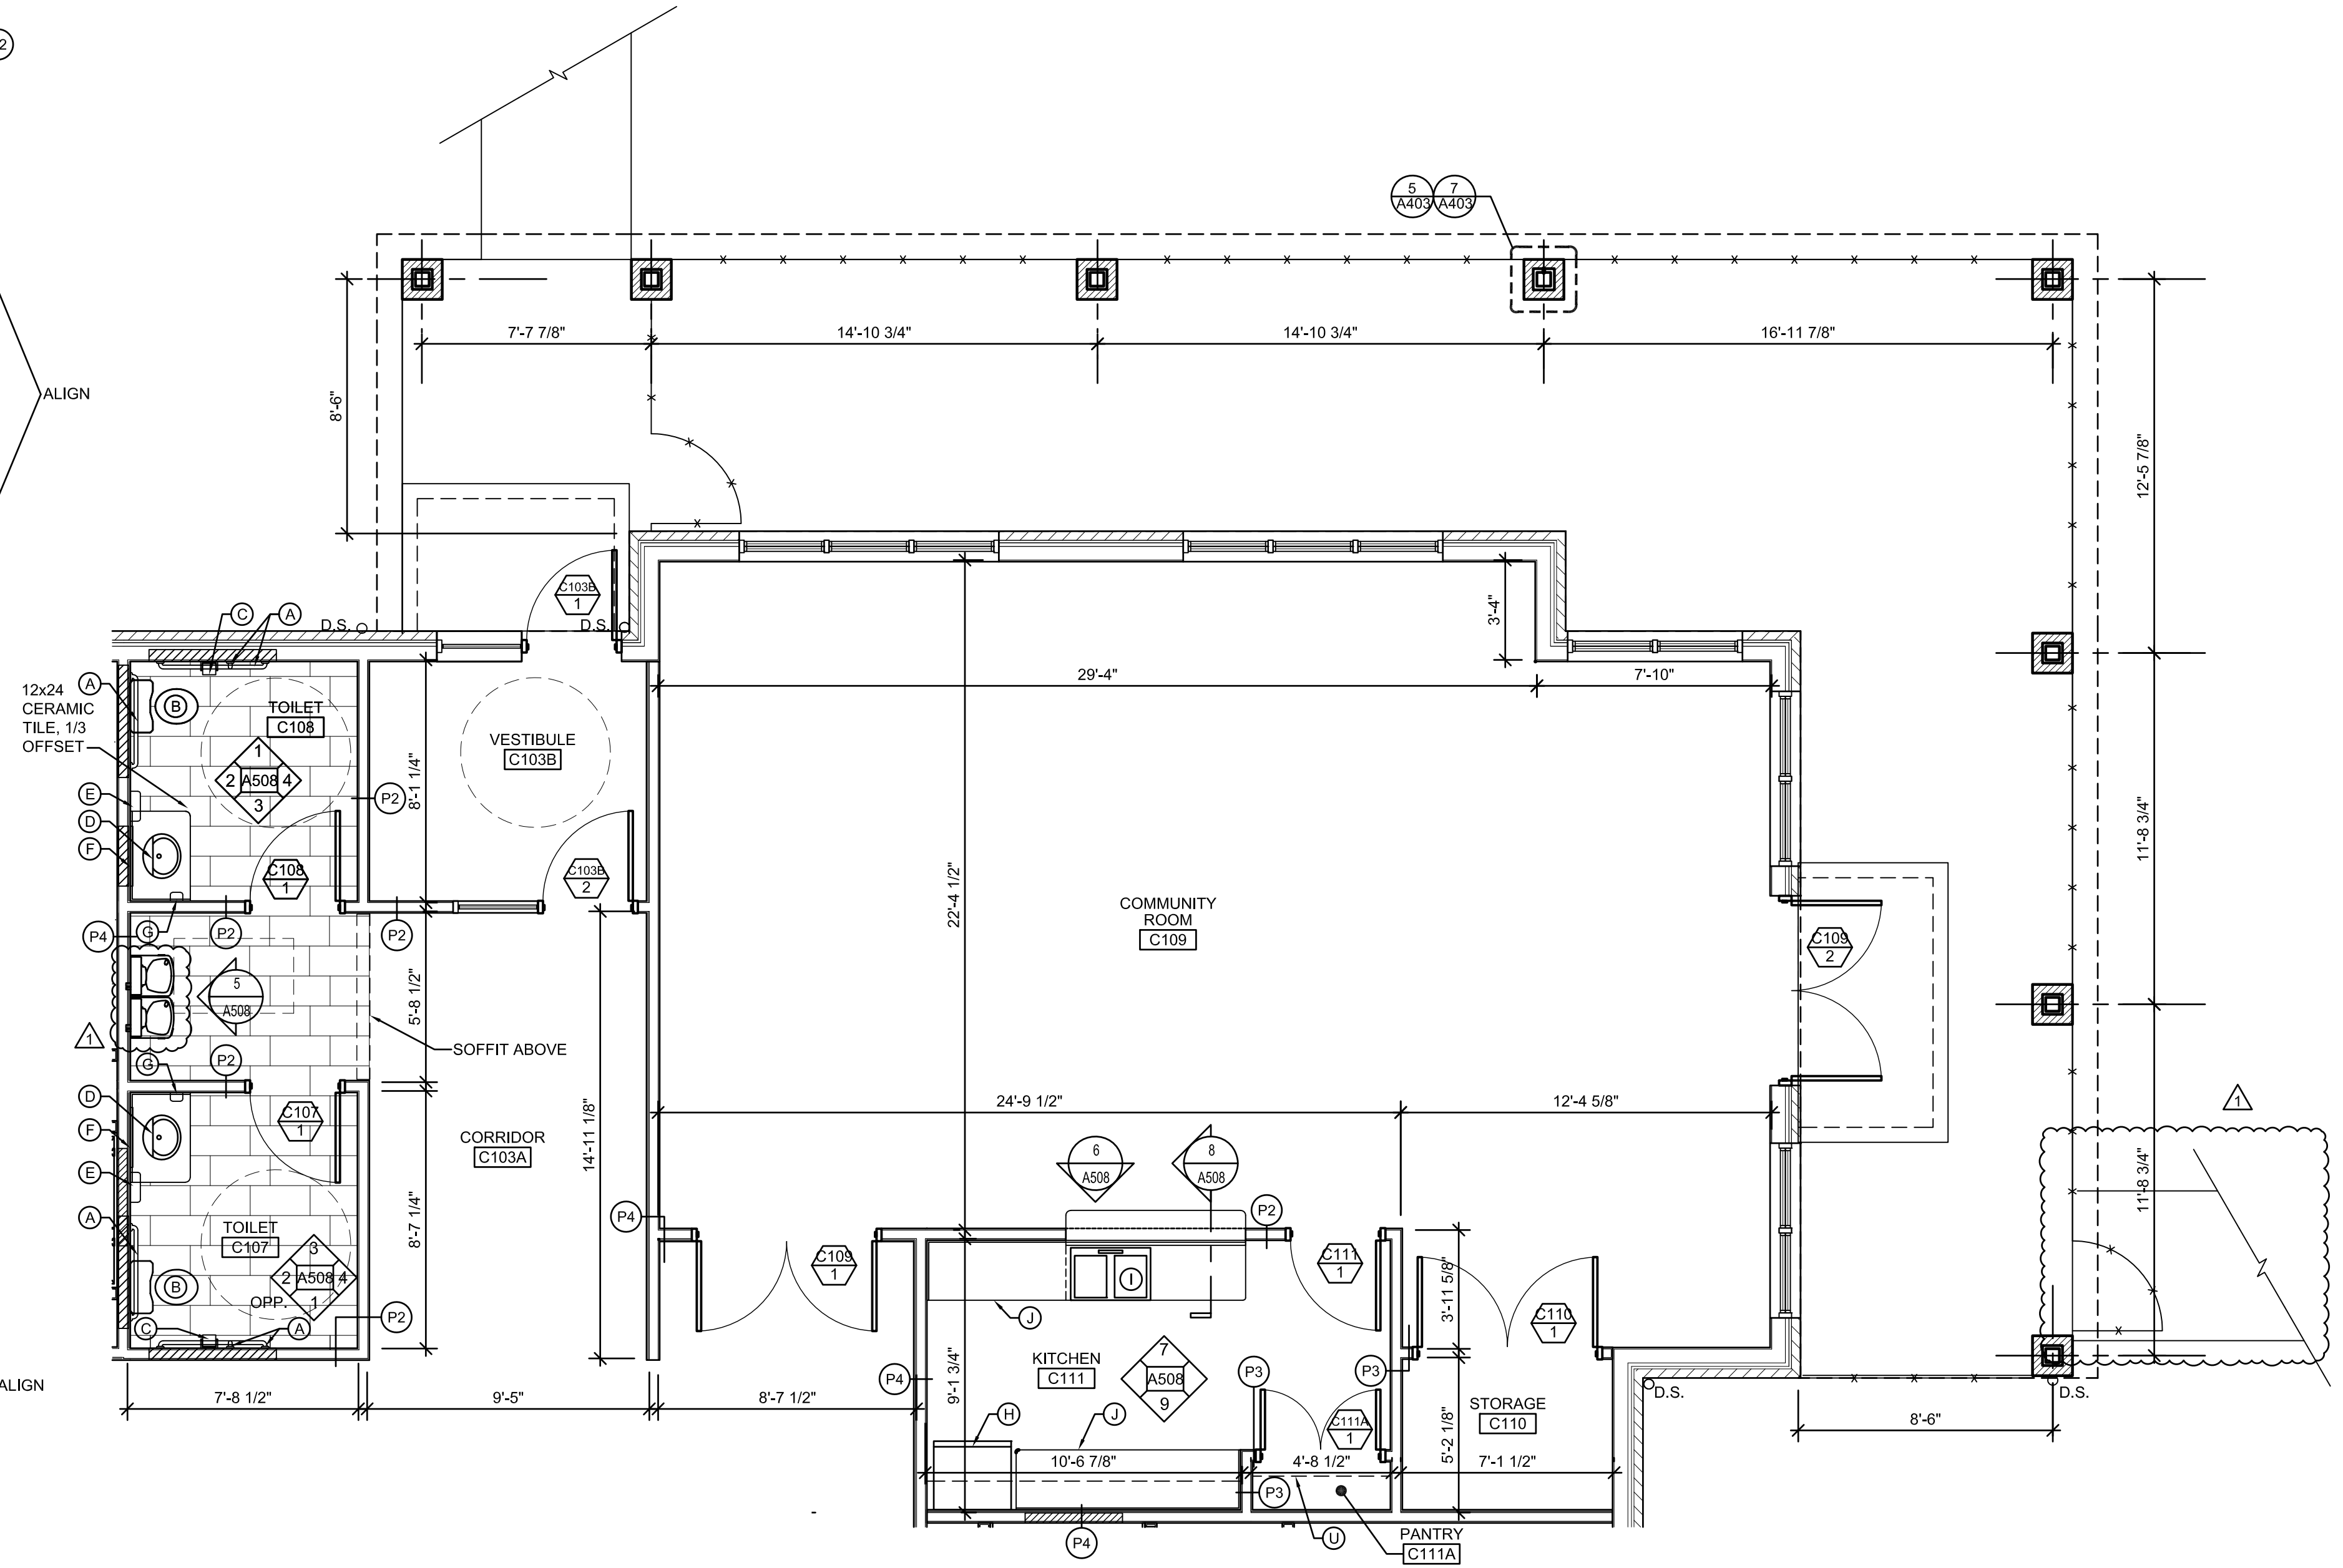 2
5
A403
7
A403
7'-7 7/8"
14'-10 3/4"
14'-10 3/4"
16'-11 7/8"
ALIGN
8'-6"
12'-5 7/8"
C103B
1
3'-4"
C
A
D.S.
D.S.
29'-4"
7'-10"
12x24
CERAMIC
TILE, 1/3
OFFSET
A
B
TOILET
C108
VESTIBULE
C103B
1
2
A508
4
3
8'-1 1/4"
P2
11'-8 3/4"
E
D
F
C108
1
C103B
2
22'-4 1/2"
COMMUNITY
ROOM
C109
C109
2
P4
G
P2
P2
5
A508
5'-8 1/2"
1
SOFFIT ABOVE
G
P2
D
24'-9 1/2"
12'-4 5/8"
1
F
C107
1
CORRIDOR
C103A
14'-11 1/8"
6
A508
8
A508
E
11'-8 3/4"
A
TOILET
C107
8'-7 1/4"
P4
P2
3
2
A508
4
1
B
OPP.
C109
1
C111
1
I
3'-11 5/8"
C110
1
C
A
P2
J
KITCHEN
C111
7
A508
9
P4
9'-1 3/4"
P3
P3
ALIGN
7'-8 1/2"
9'-5"
8'-7 1/2"
D.S.
D.S.
STORAGE
C110
H
J
C111A
1
8'-6"
5'-2 1/8"
10'-6 7/8"
4'-8 1/2"
7'-1 1/2"
P3
P4
U
PANTRY
C111A